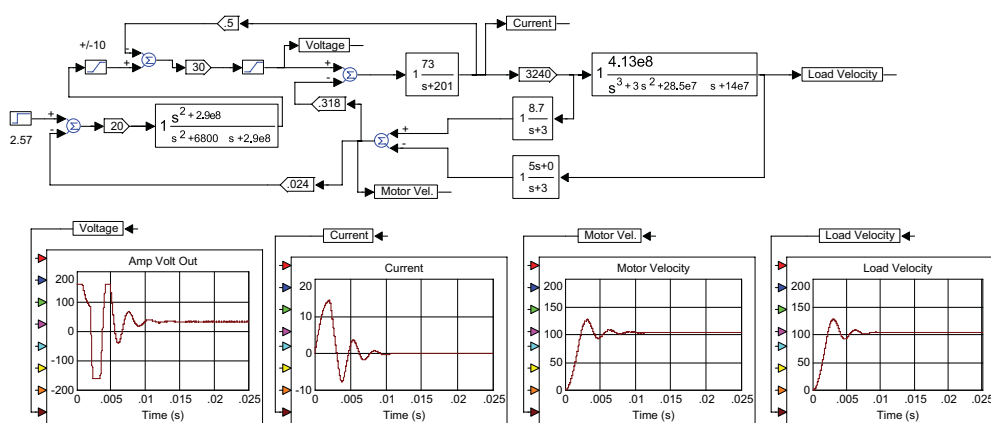 .5
Current
+/-10
Voltage
-
+
Σ
30
+
-
Σ
1 73 / s+201
3240
1 4.13e8 / s³+3 s²+28.5e7 s+14e7
Load Velocity
.318
8.7
1
s+3
+
-
Σ
2.57
+
-
Σ
20
1 s²+2.9e8 / s²+6800 s+2.9e8
5s+0
1
s+3
.024
Motor Vel.
Voltage
Current
Motor Vel.
Load Velocity
Amp Volt Out
200
100
0
-100
-200
0 .005 .01 .015 .02 .025
Time (s)
Current
20
10
0
-10
0 .005 .01 .015 .02 .025
Time (s)
Motor Velocity
200
150
100
50
0
0 .005 .01 .015 .02 .025
Time (s)
Load Velocity
200
150
100
50
0
0 .005 .01 .015 .02 .025
Time (s)